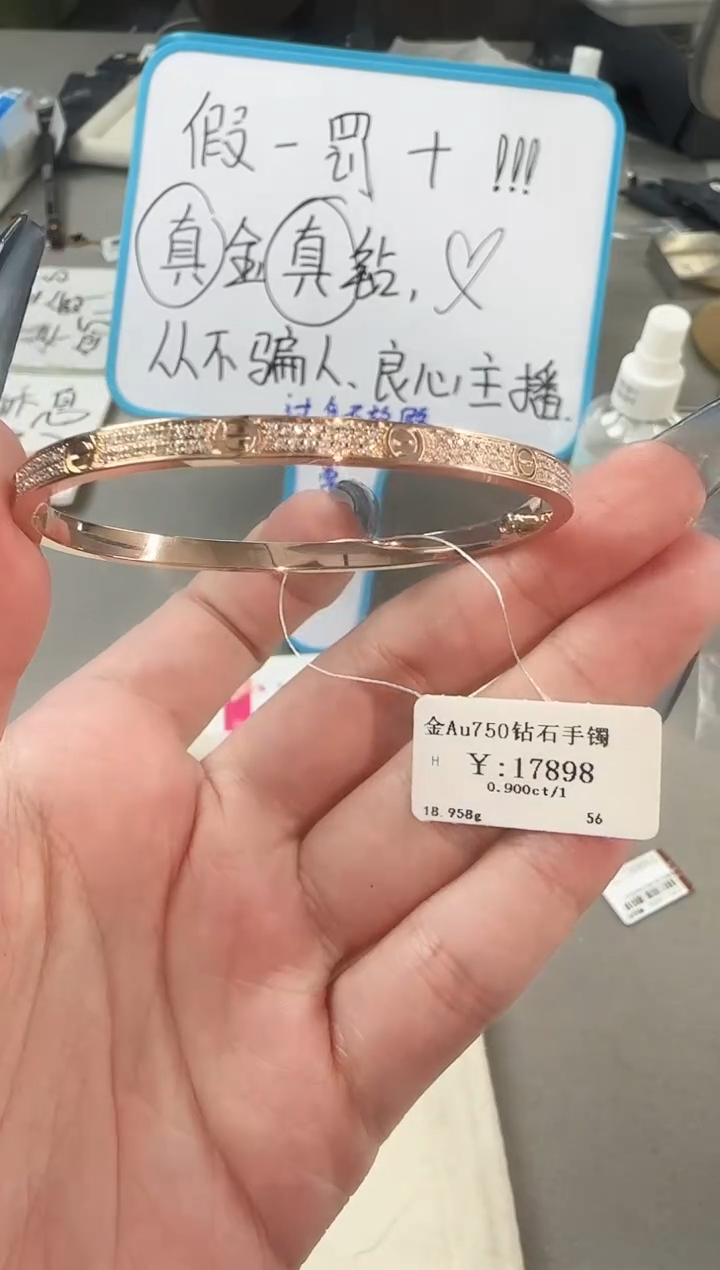 假一罚十!!!
真金真钻,
从不骗人、良心主播.
金Au750钻石手镯
H ¥:17898
0.900ct/1
18.958g 56